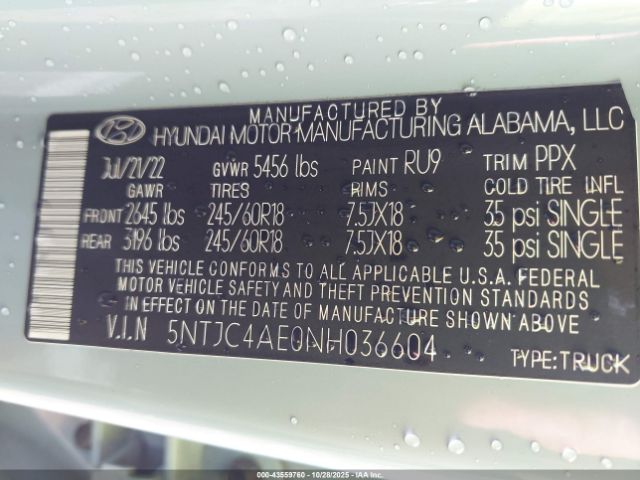 MANUFACTURED BY
HYUNDAI MOTOR MANUFACTURING ALABAMA, LLC
Jul/21/22 GVWR 5456 lbs PAINT RU9 TRIM PPX
GAWR TIRES RIMS COLD TIRE INFL
FRONT 2645 lbs 245/60R18 7.5JX18 35 psi SINGLE
REAR 3196 lbs 245/60R18 7.5JX18 35 psi SINGLE
THIS VEHICLE CONFORMS TO ALL APPLICABLE U.S.A. FEDERAL
MOTOR VEHICLE SAFETY AND THEFT PREVENTION STANDARDS
IN EFFECT ON THE DATE OF MANUFACTURE SHOWN ABOVE
V.I.N 5NTJC4AE0NH036604 TYPE:TRUCK
000-43559760 - 10/28/2025 - IAAI.COM